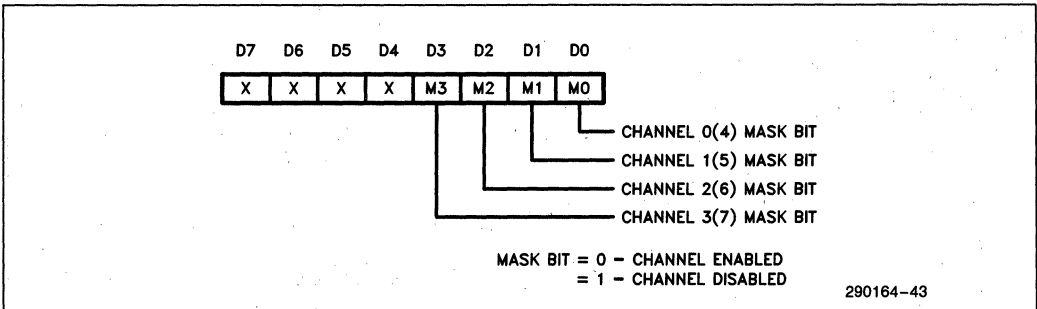 D7 D6 D5 D4 D3 D2 D1 D0
X X X X M3 M2 M1 M0
CHANNEL 0(4) MASK BIT
CHANNEL 1(5) MASK BIT
CHANNEL 2(6) MASK BIT
CHANNEL 3(7) MASK BIT
MASK BIT = 0 – CHANNEL ENABLED
= 1 – CHANNEL DISABLED
290164–43